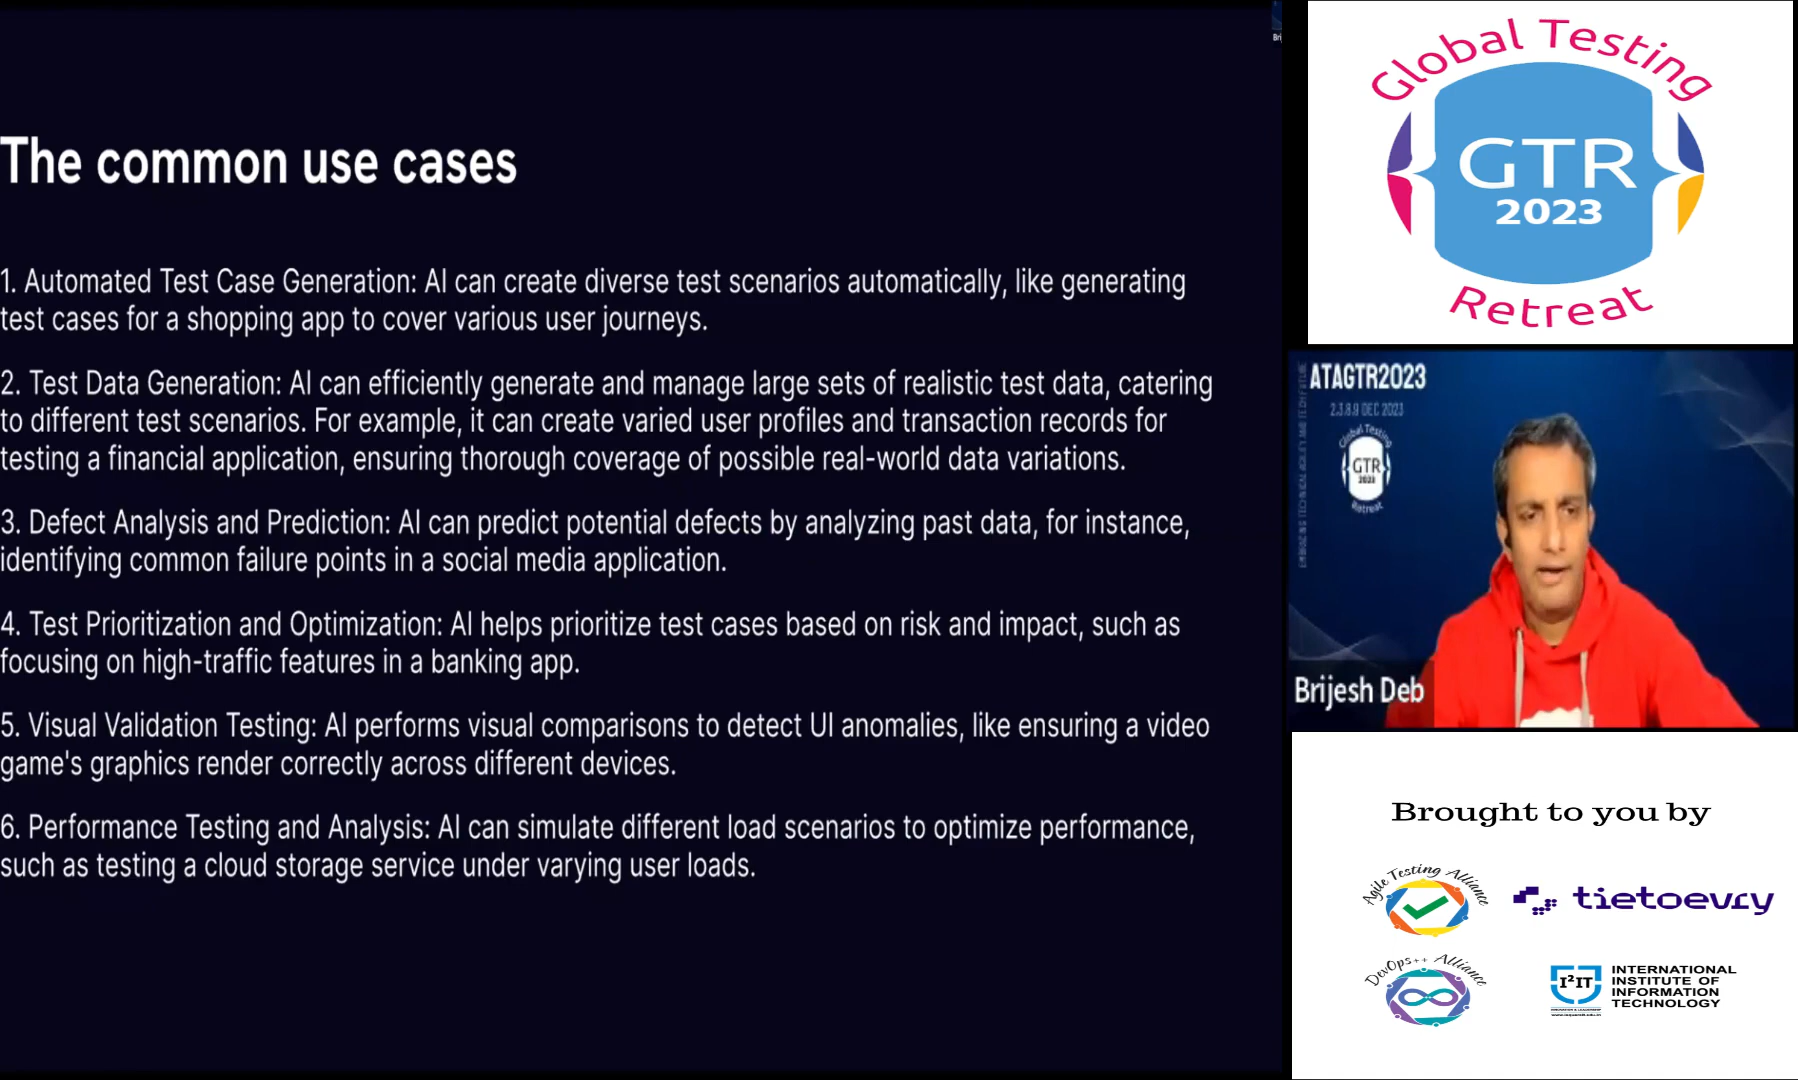 The common use cases
1. Automated Test Case Generation: AI can create diverse test scenarios automatically, like generating
test cases for a shopping app to cover various user journeys.
2. Test Data Generation: AI can efficiently generate and manage large sets of realistic test data, catering
to different test scenarios. For example, it can create varied user profiles and transaction records for
testing a financial application, ensuring thorough coverage of possible real-world data variations.
3. Defect Analysis and Prediction: AI can predict potential defects by analyzing past data, for instance,
identifying common failure points in a social media application.
4. Test Prioritization and Optimization: AI helps prioritize test cases based on risk and impact, such as
focusing on high-traffic features in a banking app.
5. Visual Validation Testing: AI performs visual comparisons to detect UI anomalies, like ensuring a video
game's graphics render correctly across different devices.
6. Performance Testing and Analysis: AI can simulate different load scenarios to optimize performance,
such as testing a cloud storage service under varying user loads.
Bri
Global Testing
GTR
2023
Retreat
ATAGTR2023
2,3,8,9 DEC 2023
Global Testing
GTR
2023
Retreat
Brijesh Deb
Brought to you by
Agile Testing Alliance
tietoevry
DevOps++ Alliance
I²IT
INTERNATIONAL
INSTITUTE OF
INFORMATION
TECHNOLOGY